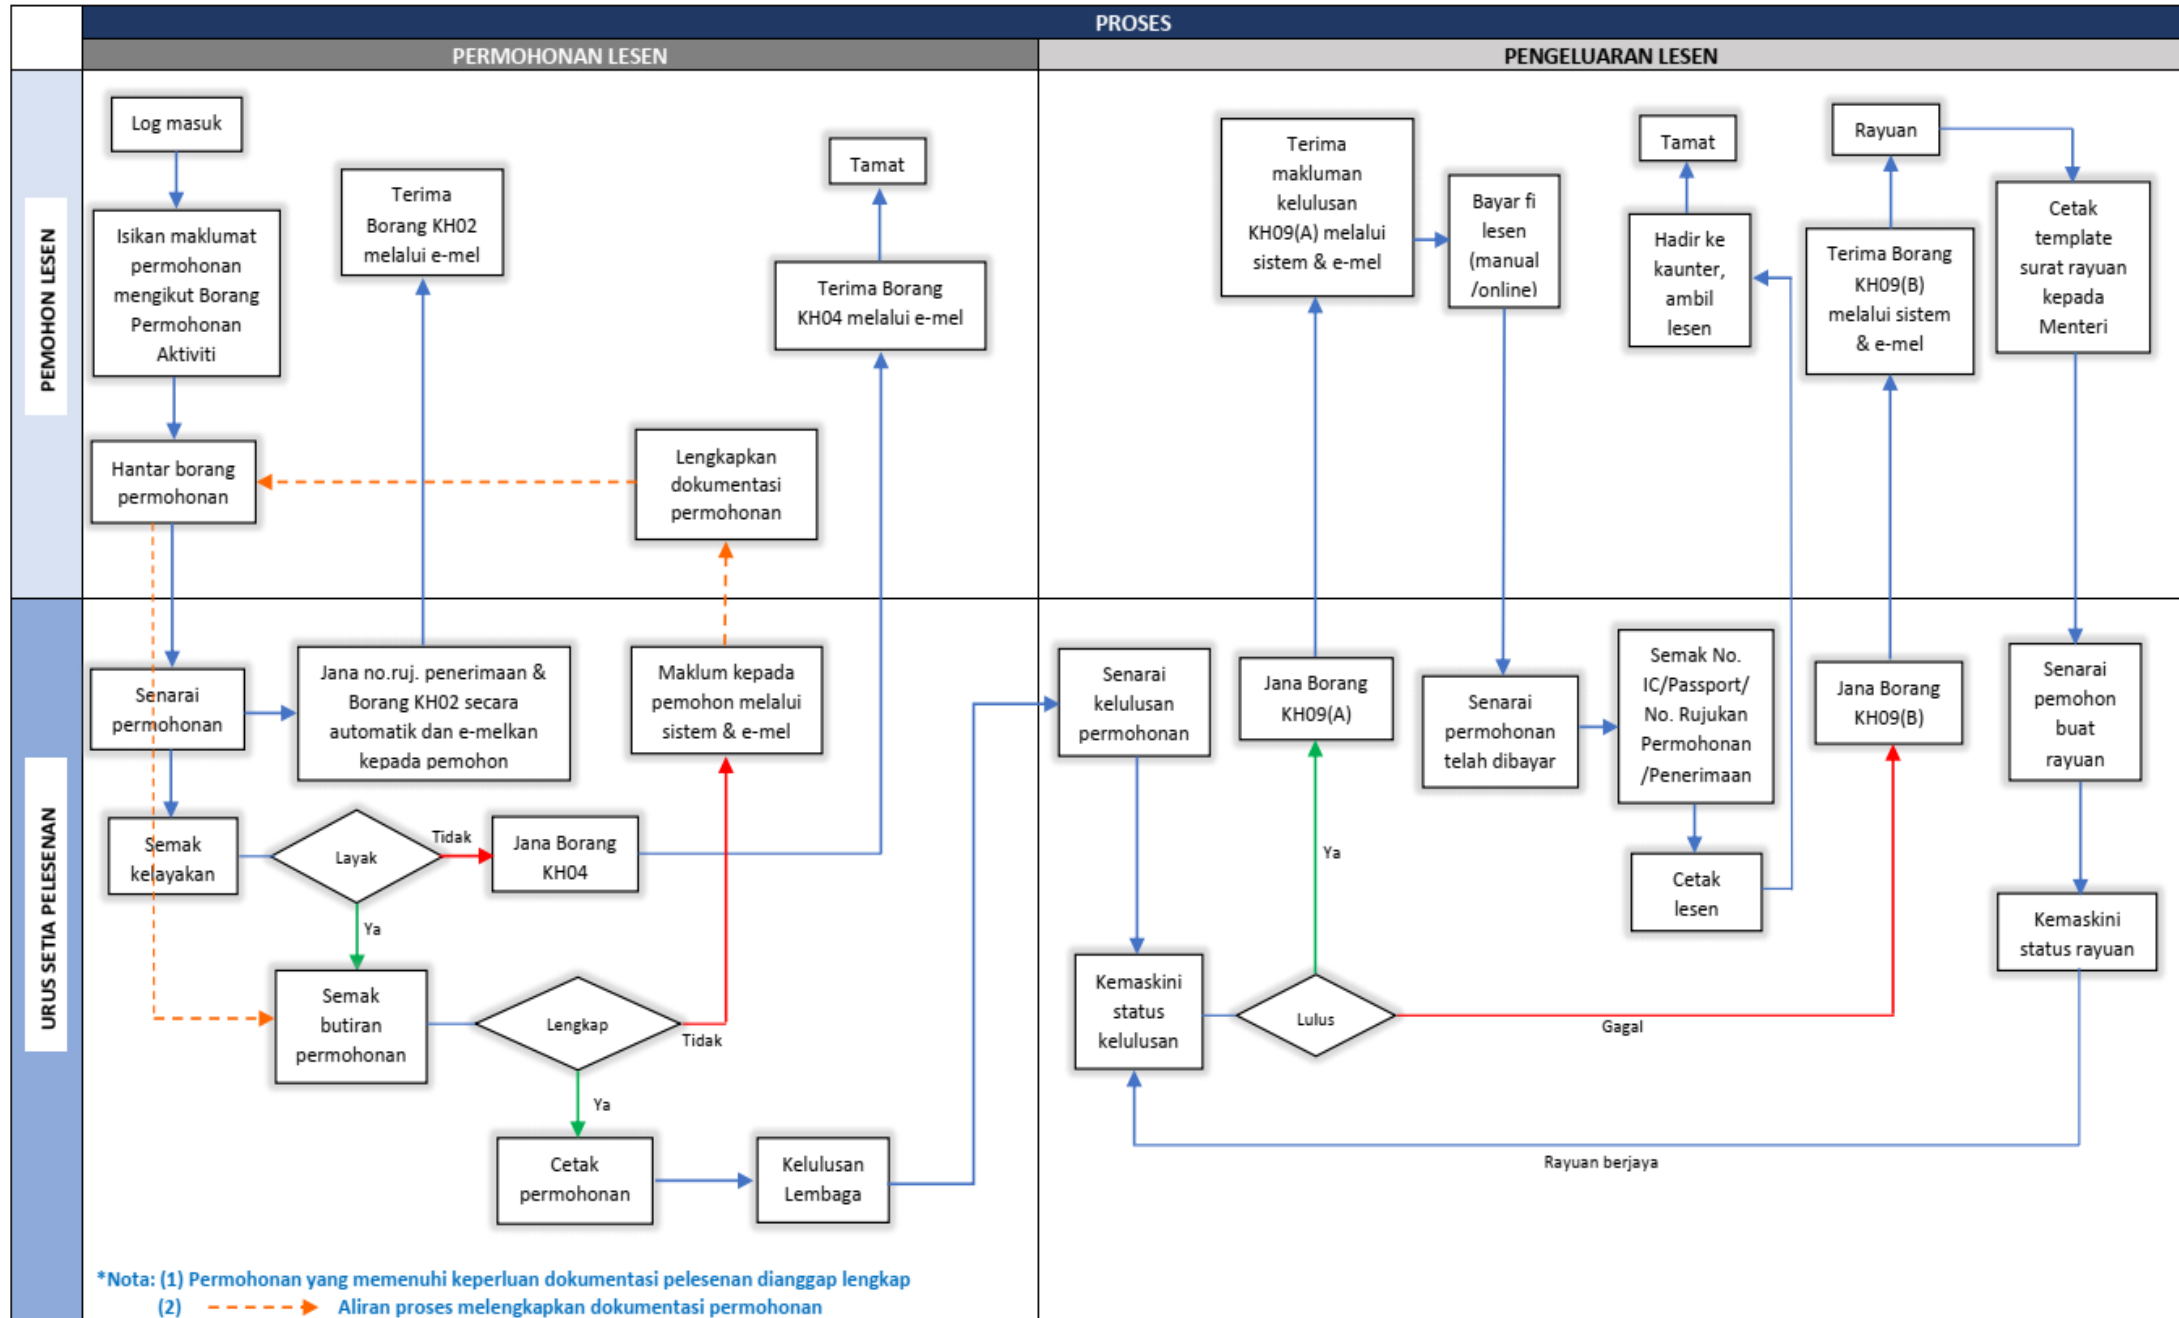 PROSES
PERMOHONAN LESEN
PENGELUARAN LESEN
PEMOHON LESEN
Log masuk
Isikan maklumat
permohonan
mengikut Borang
Permohonan
Aktiviti
Hantar borang
permohonan
Terima
Borang KH02
melalui e-mel
Lengkapkan
dokumentasi
permohonan
Tamat
Terima Borang
KH04 melalui e-mel
Terima
makluman
kelulusan
KH09(A) melalui
sistem & e-mel
Bayar fi
lesen
(manual
/online)
Tamat
Hadir ke
kaunter,
ambil
lesen
Rayuan
Terima Borang
KH09(B)
melalui sistem
& e-mel
Cetak
template
surat rayuan
kepada
Menteri
URUS SETIA PELESENAN
Senarai
permohonan
Jana no.ruj. penerimaan &
Borang KH02 secara
automatik dan e-melkan
kepada pemohon
Maklum kepada
pemohon melalui
sistem & e-mel
Semak
kelayakan
Layak
Tidak
Jana Borang
KH04
Ya
Semak
butiran
permohonan
Lengkap
Tidak
Ya
Cetak
permohonan
Kelulusan
Lembaga
Senarai
kelulusan
permohonan
Jana Borang
KH09(A)
Senarai
permohonan
telah dibayar
Semak No.
IC/Passport/
No. Rujukan
Permohonan
/Penerimaan
Jana Borang
KH09(B)
Senarai
pemohon
buat
rayuan
Ya
Cetak
lesen
Kemaskini
status rayuan
Kemaskini
status
kelulusan
Lulus
Gagal
Rayuan berjaya
*Nota: (1) Permohonan yang memenuhi keperluan dokumentasi pelesenan dianggap lengkap
(2) Aliran proses melengkapkan dokumentasi permohonan